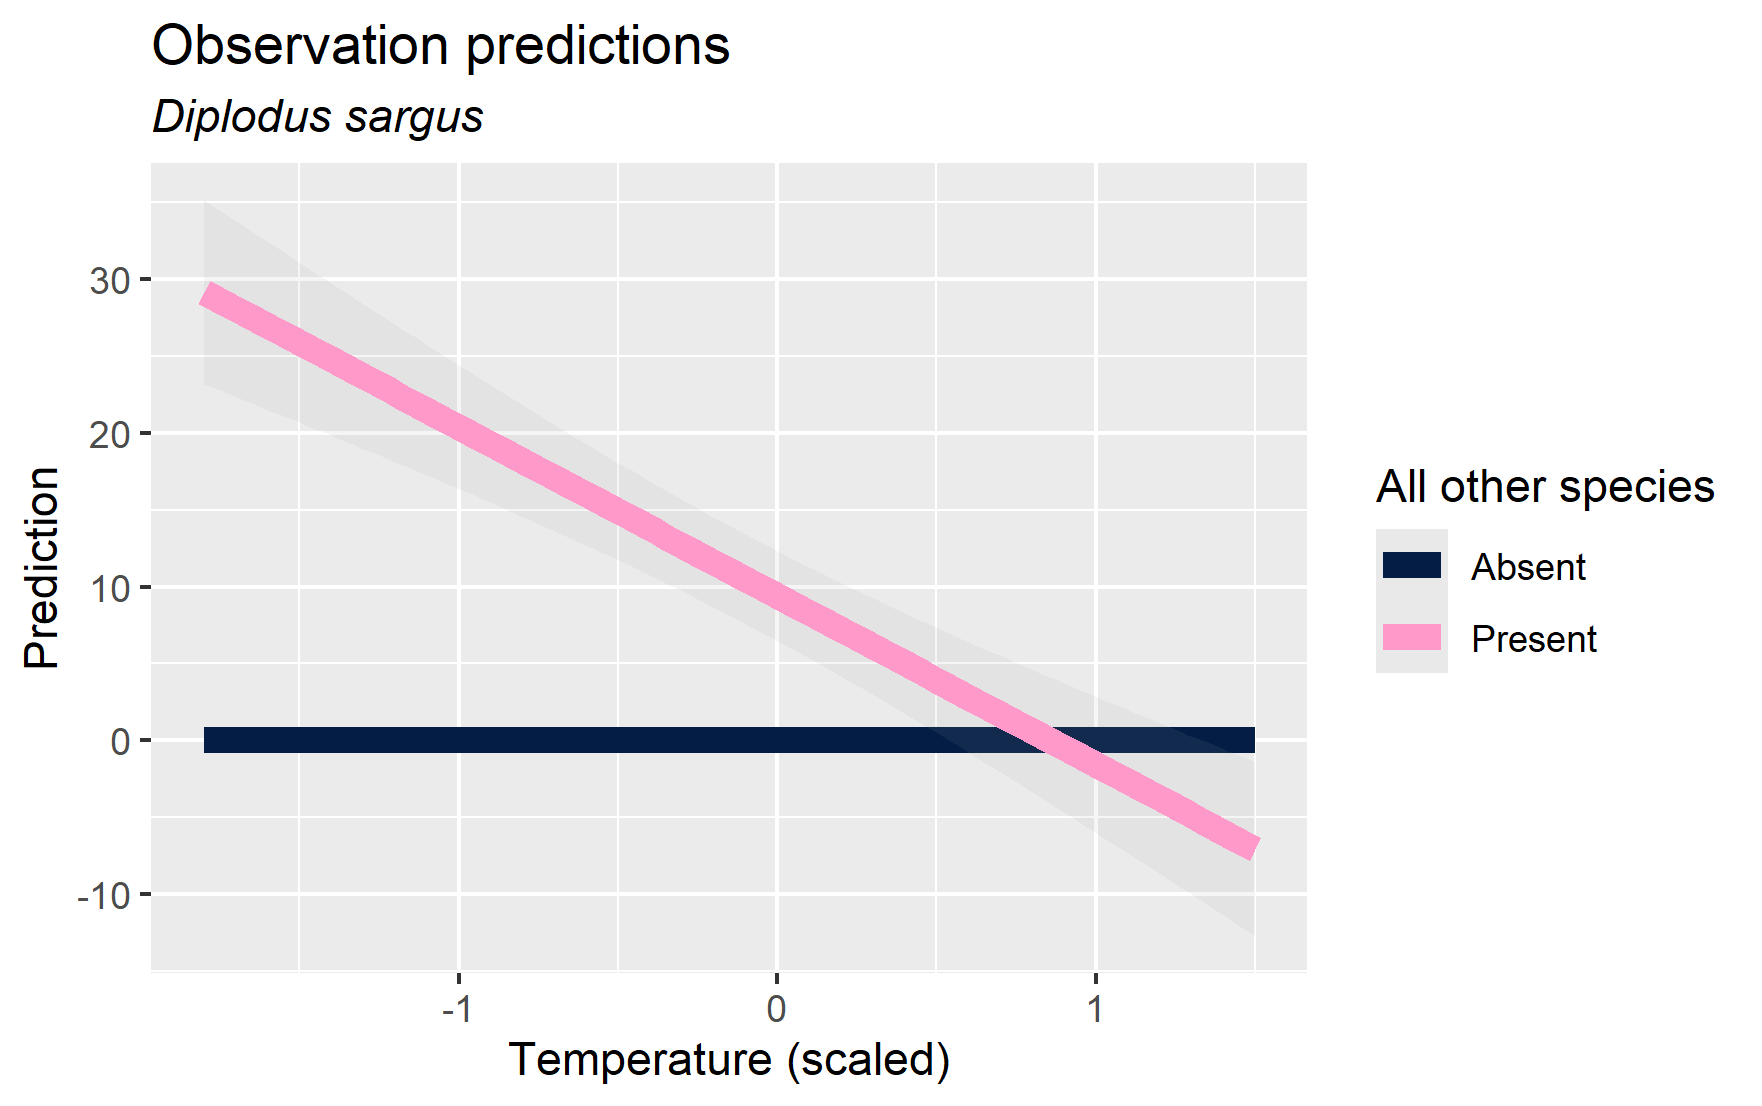 Observation predictions
Diplodus sargus
Prediction
30
20
10
0
-10
-1
0
1
Temperature (scaled)
All other species
Absent
Present